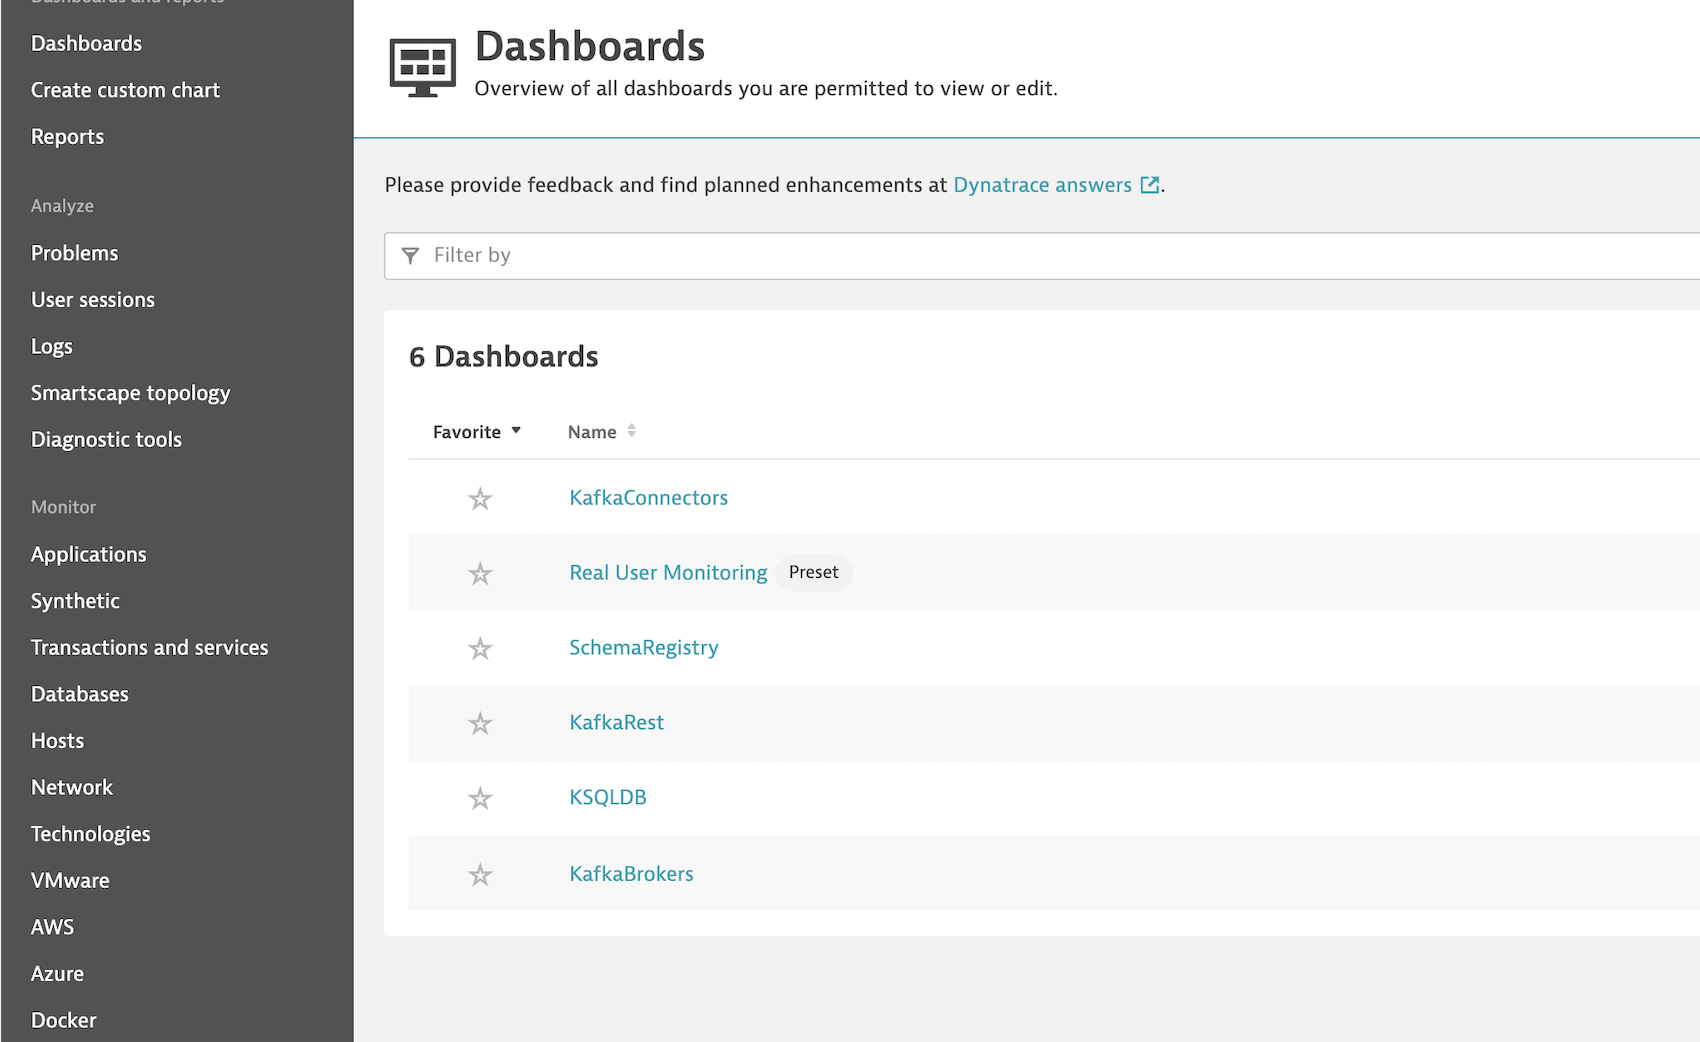 Dashboards and reports
Dashboards
Create custom chart
Reports
Analyze
Problems
User sessions
Logs
Smartscape topology
Diagnostic tools
Monitor
Applications
Synthetic
Transactions and services
Databases
Hosts
Network
Technologies
VMware
AWS
Azure
Docker
Dashboards
Overview of all dashboards you are permitted to view or edit.
Please provide feedback and find planned enhancements at Dynatrace answers.
Filter by
6 Dashboards
Favorite Name
KafkaConnectors
Real User Monitoring Preset
SchemaRegistry
KafkaRest
KSQLDB
KafkaBrokers